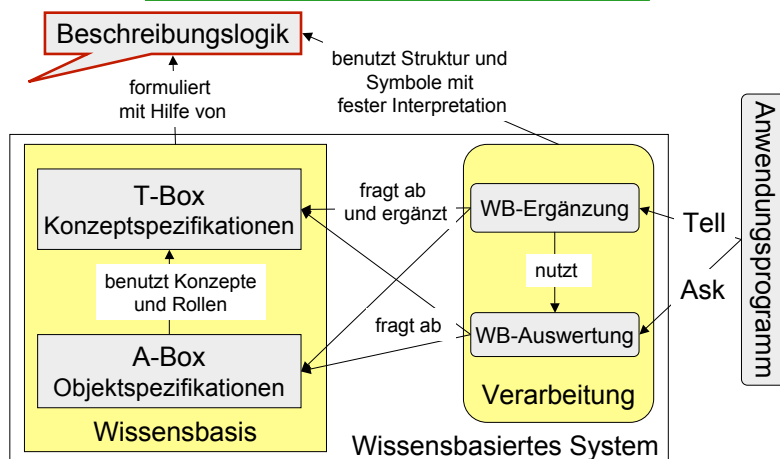 Beschreibungslogik
benutzt Struktur und
Symbole mit
fester Interpretation
formuliert
mit Hilfe von
T-Box
Konzeptspezifikationen
benutzt Konzepte
und Rollen
A-Box
Objektspezifikationen
Wissensbasis
fragt ab
und ergänzt
fragt ab
WB-Ergänzung
nutzt
WB-Auswertung
Verarbeitung
Wissensbasiertes System
Tell
Ask
Anwendungsprogramm